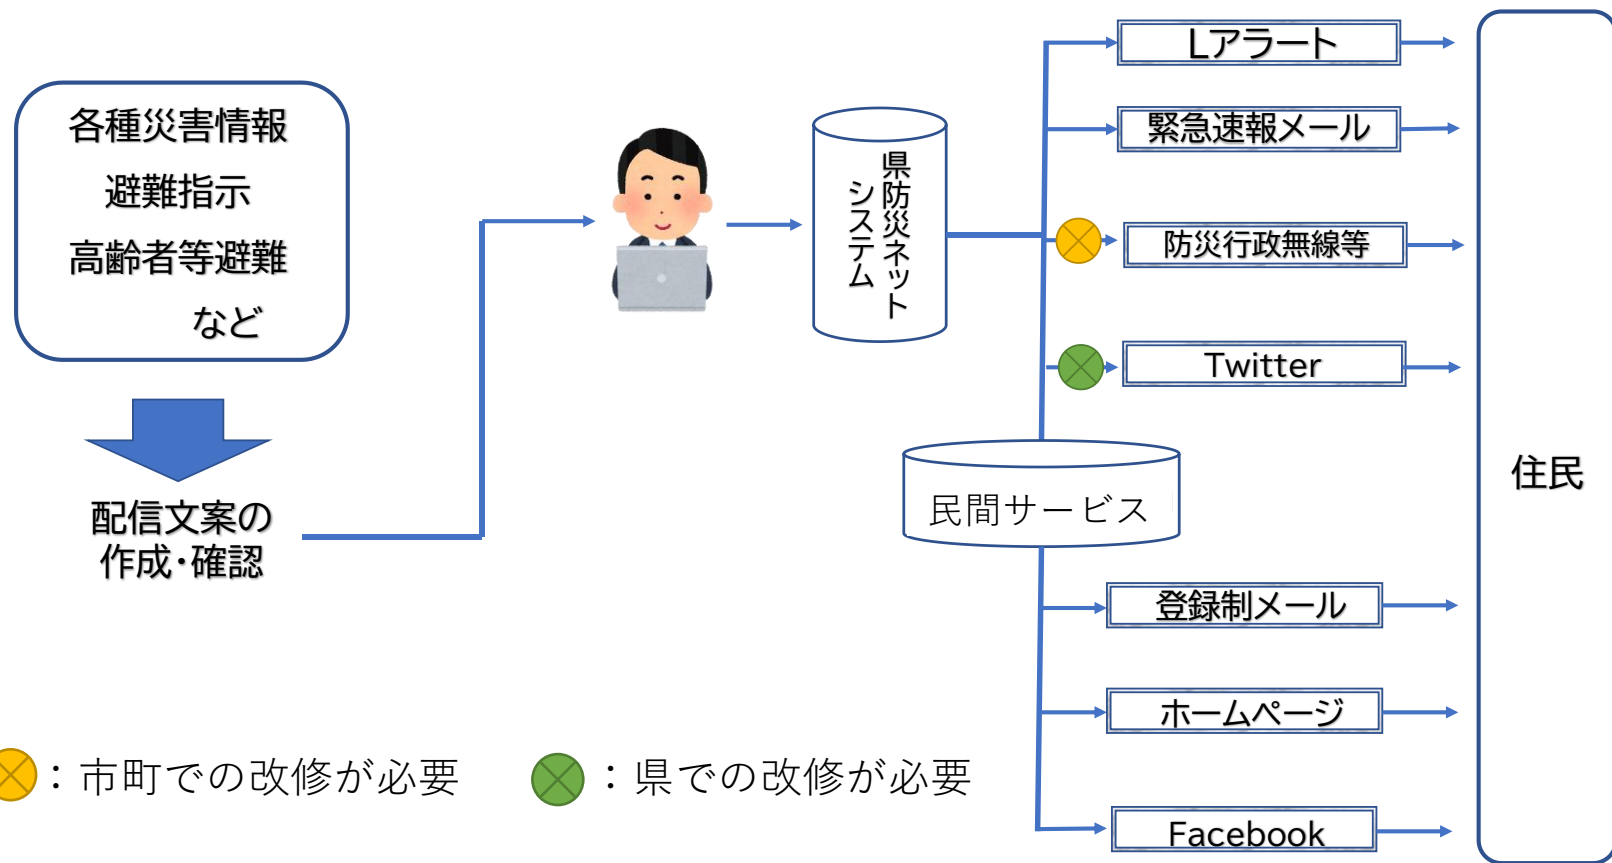 各種災害情報
避難指示
高齢者等避難
など
配信文案の
作成･確認
県防災ネット
システム
Lアラート
緊急速報メール
防災行政無線等
Twitter
民間サービス
登録制メール
ホームページ
Facebook
住民
：市町での改修が必要
：県での改修が必要